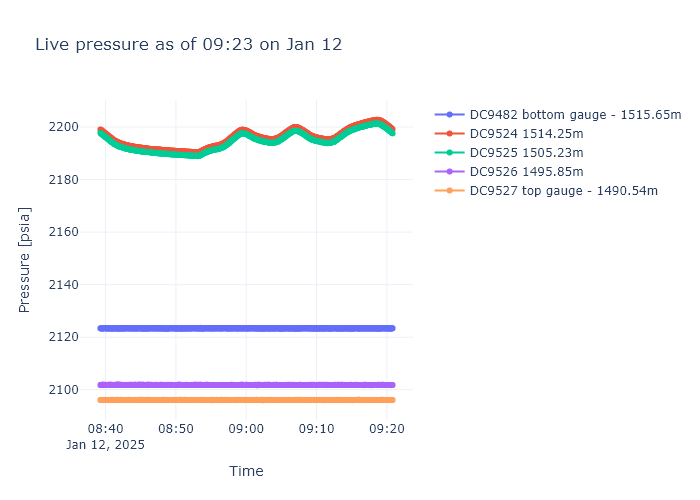 Live pressure as of 09:23 on Jan 12
DC9482 bottom gauge - 1515.65m
DC9524 1514.25m
DC9525 1505.23m
DC9526 1495.85m
DC9527 top gauge - 1490.54m
Pressure [psia]
2200
2180
2160
2140
2120
2100
08:40 08:50 09:00 09:10 09:20
Jan 12, 2025
Time